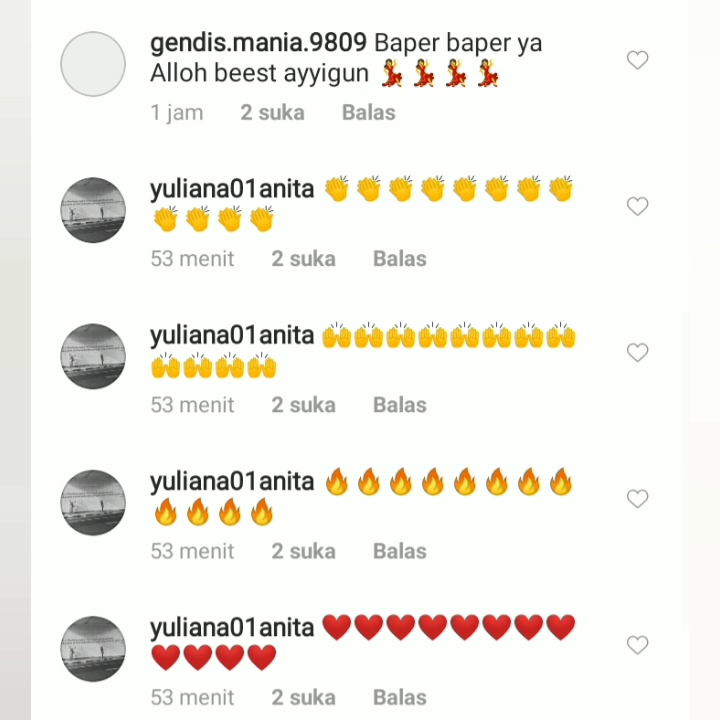 gendis.mania.9809 Baper baper ya
Alloh beest ayyigun 💃💃💃💃
1 jam 2 suka Balas
yuliana01anita 👏👏👏👏👏👏👏👏
👏👏👏👏
53 menit 2 suka Balas
yuliana01anita 🙌🙌🙌🙌🙌🙌🙌🙌
🙌🙌🙌🙌
53 menit 2 suka Balas
yuliana01anita 🔥🔥🔥🔥🔥🔥🔥🔥
🔥🔥🔥🔥
53 menit 2 suka Balas
yuliana01anita ❤️❤️❤️❤️❤️❤️❤️❤️
❤️❤️❤️❤️
53 menit 2 suka Balas